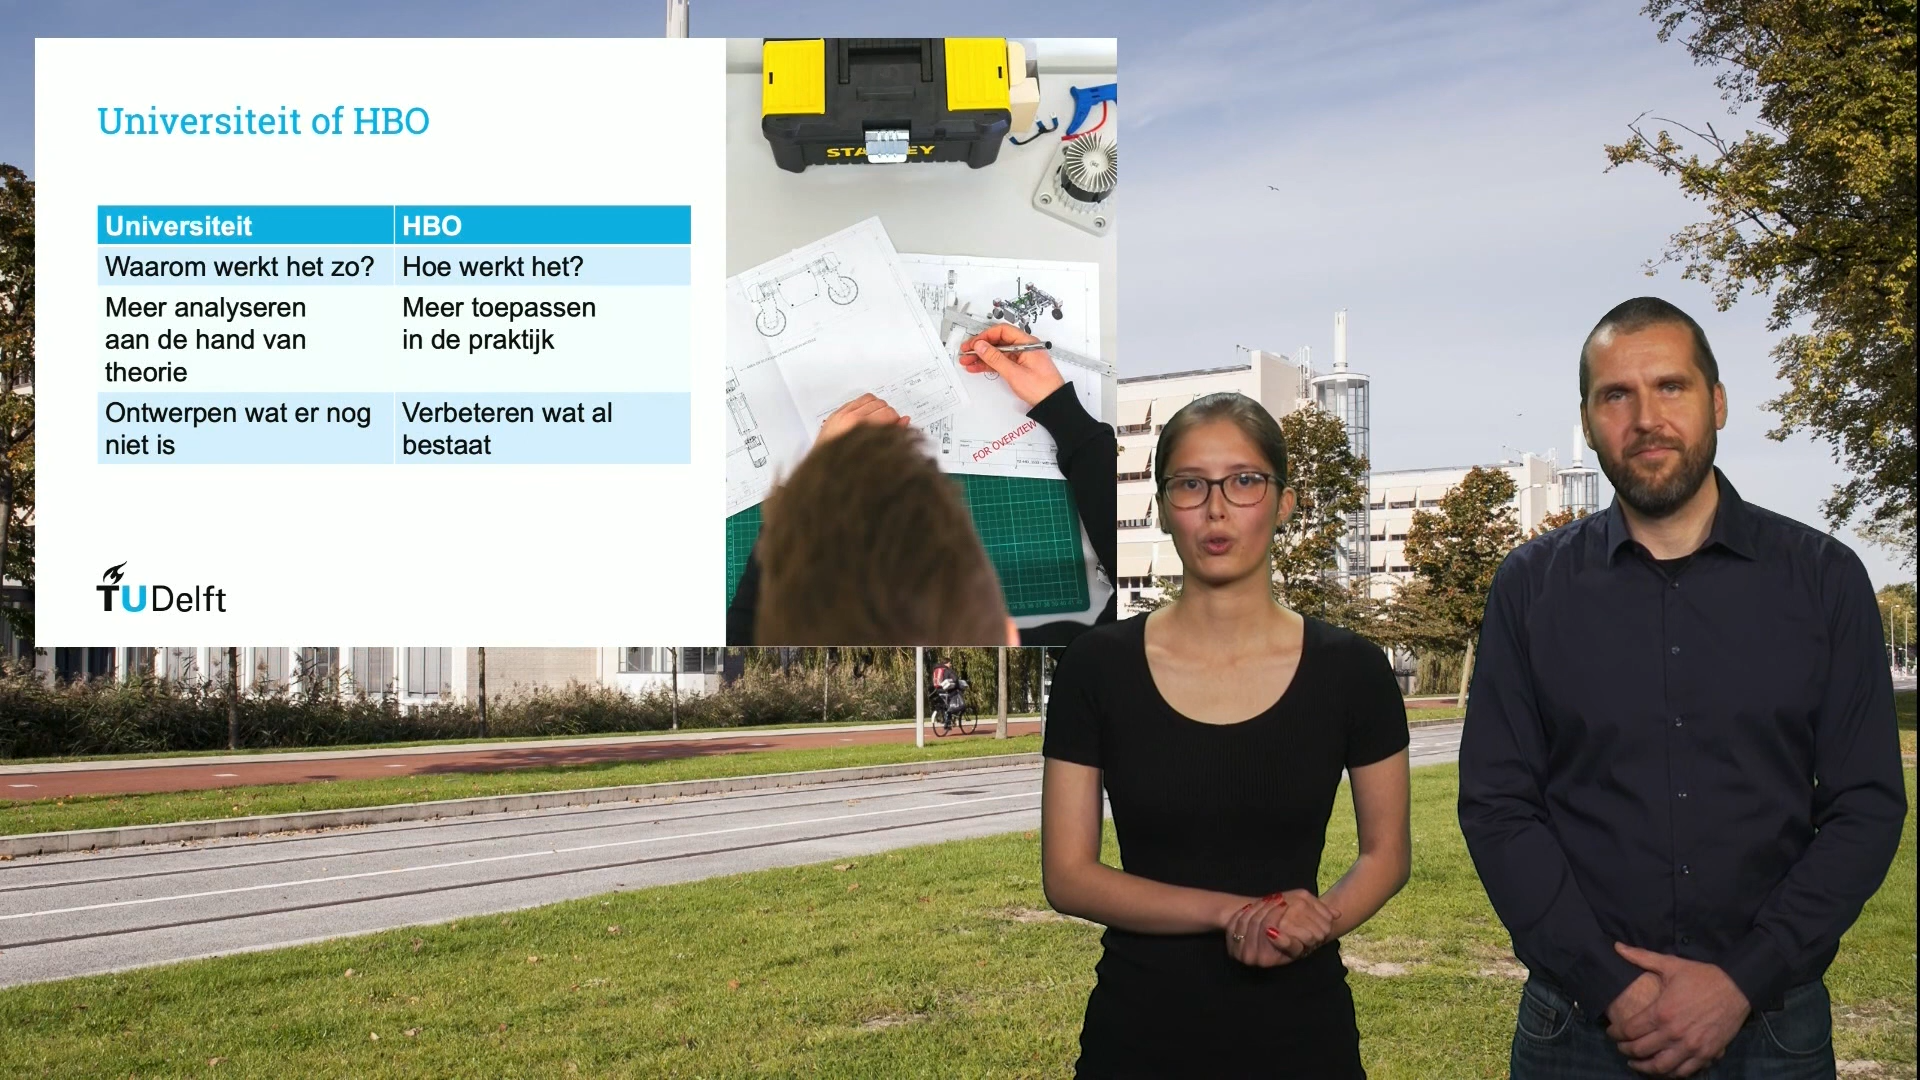 Universiteit of HBO
Universiteit
HBO
Waarom werkt het zo?
Hoe werkt het?
Meer analyseren
aan de hand van
theorie
Meer toepassen
in de praktijk
Ontwerpen wat er nog
niet is
Verbeteren wat al
bestaat
TUDelft
FOR OVERVIEW